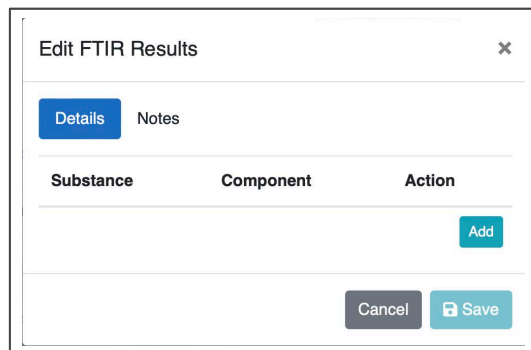 Edit FTIR Results ×
Details Notes
Substance Component Action
Add
Cancel Save